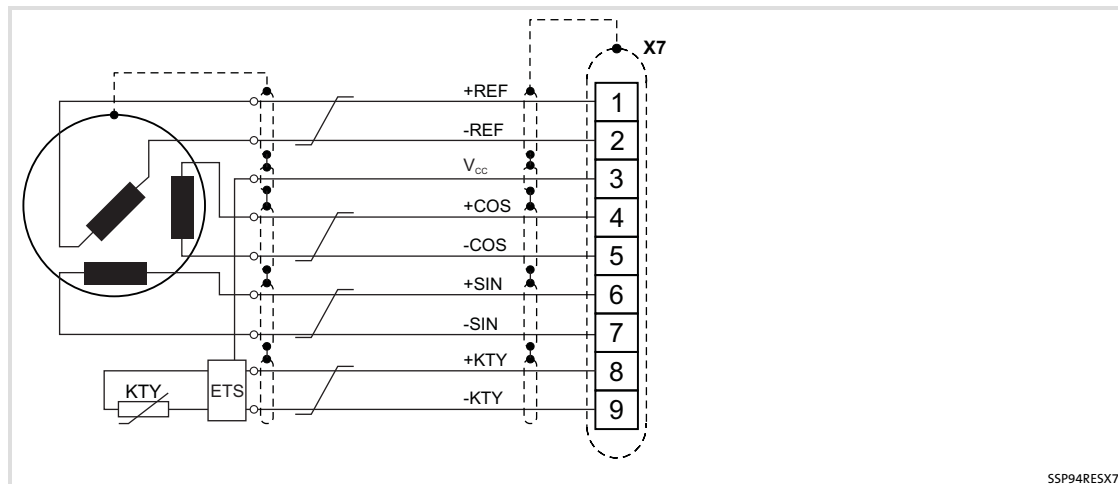 X7
+REF 1
-REF 2
VCC 3
+COS 4
-COS 5
+SIN 6
-SIN 7
+KTY 8
KTY ETS
-KTY 9
SSP94RESX7